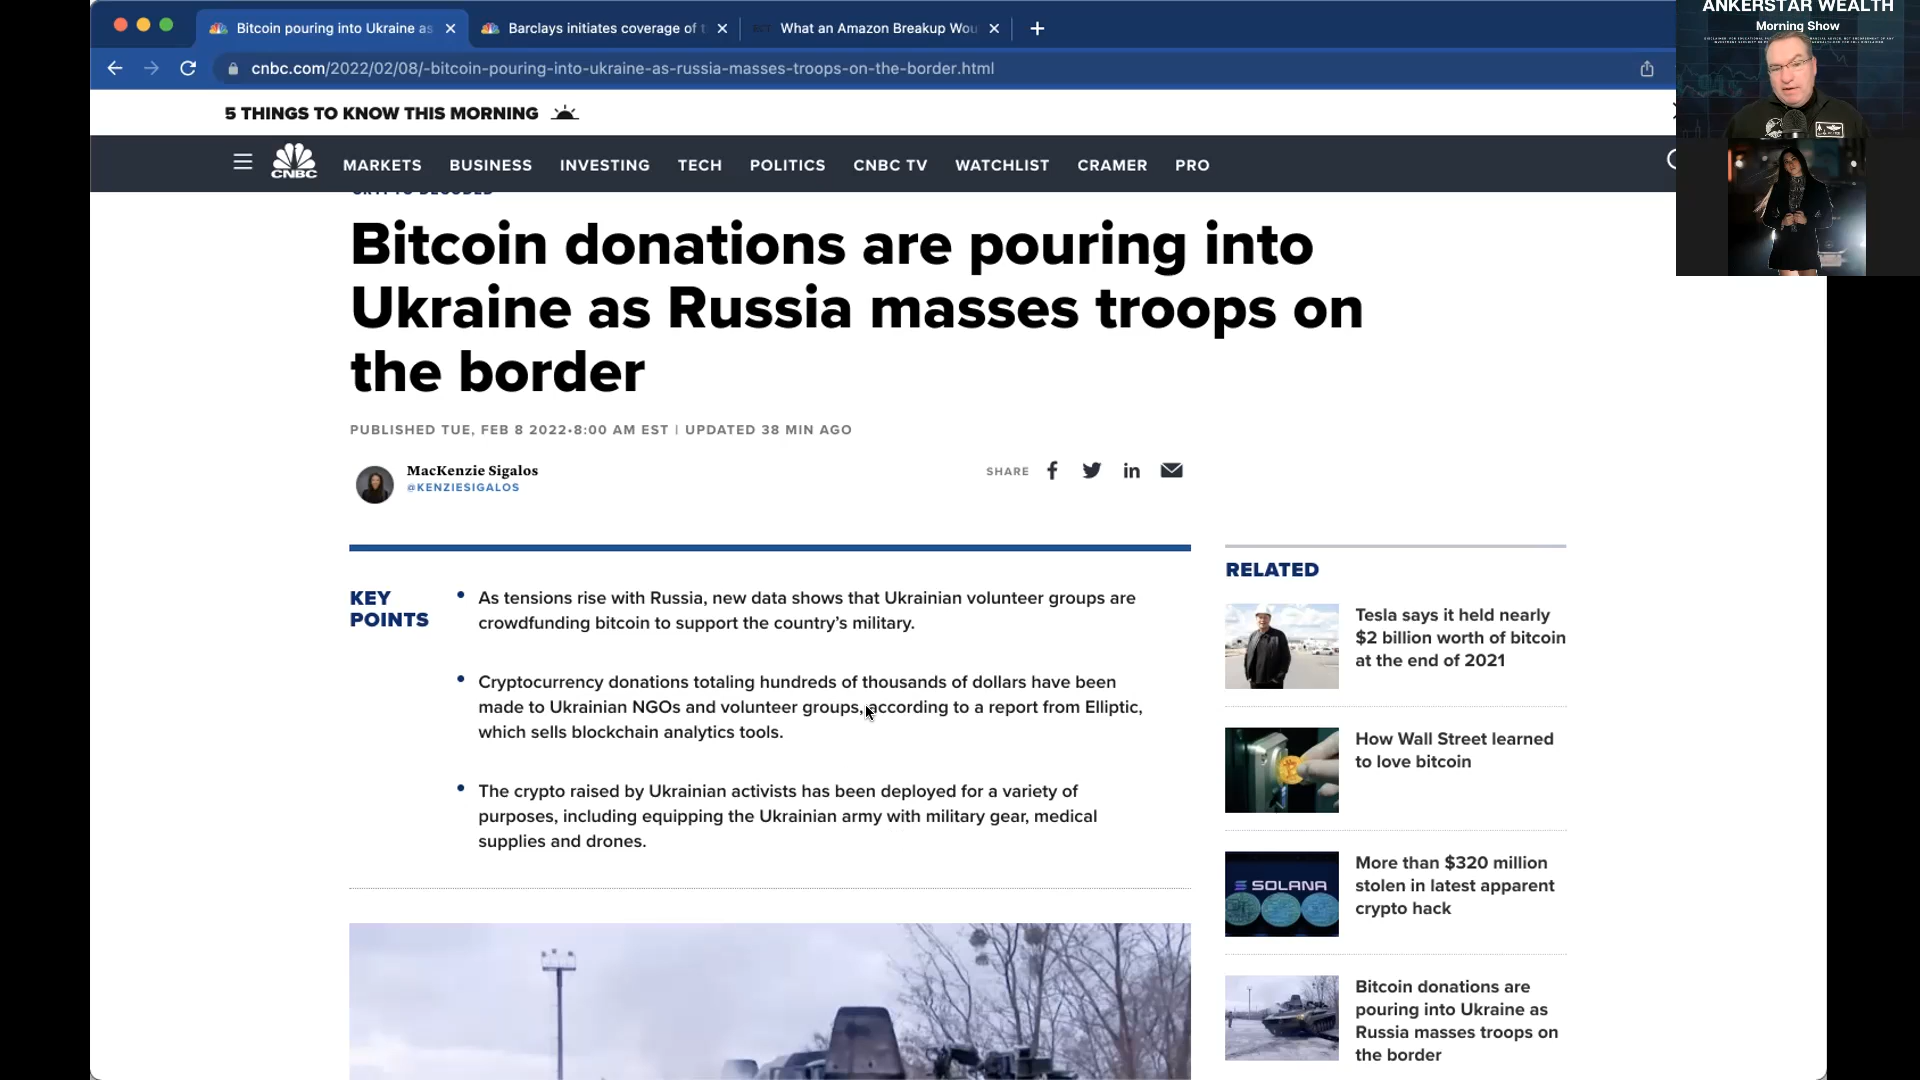 Bitcoin pouring into Ukraine as
Barclays initiates coverage of t
What an Amazon Breakup Wou
cnbc.com/2022/02/08/-bitcoin-pouring-into-ukraine-as-russia-masses-troops-on-the-border.html
ANKERSTAR WEALTH
Morning Show
5 THINGS TO KNOW THIS MORNING
CNBC
MARKETS BUSINESS INVESTING TECH POLITICS CNBC TV WATCHLIST CRAMER PRO
CRYPTO DECODED
Bitcoin donations are pouring into
Ukraine as Russia masses troops on
the border
PUBLISHED TUE, FEB 8 2022•8:00 AM EST | UPDATED 38 MIN AGO
MacKenzie Sigalos
@KENZIESIGALOS
SHARE
KEY
POINTS
As tensions rise with Russia, new data shows that Ukrainian volunteer groups are
crowdfunding bitcoin to support the country’s military.
Cryptocurrency donations totaling hundreds of thousands of dollars have been
made to Ukrainian NGOs and volunteer groups, according to a report from Elliptic,
which sells blockchain analytics tools.
The crypto raised by Ukrainian activists has been deployed for a variety of
purposes, including equipping the Ukrainian army with military gear, medical
supplies and drones.
RELATED
Tesla says it held nearly
$2 billion worth of bitcoin
at the end of 2021
How Wall Street learned
to love bitcoin
SOLANA
More than $320 million
stolen in latest apparent
crypto hack
Bitcoin donations are
pouring into Ukraine as
Russia masses troops on
the border